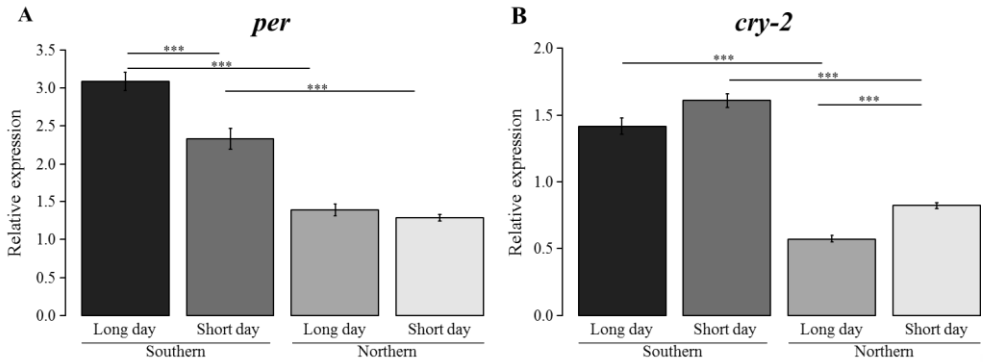 A
per
Relative expression
3.5
3.0
2.5
2.0
1.5
1.0
0.5
0.0
***
***
***
Long day Short day Long day Short day
Southern Northern
B
cry-2
Relative expression
2.0
1.5
1.0
0.5
0.0
***
***
***
Long day Short day Long day Short day
Southern Northern